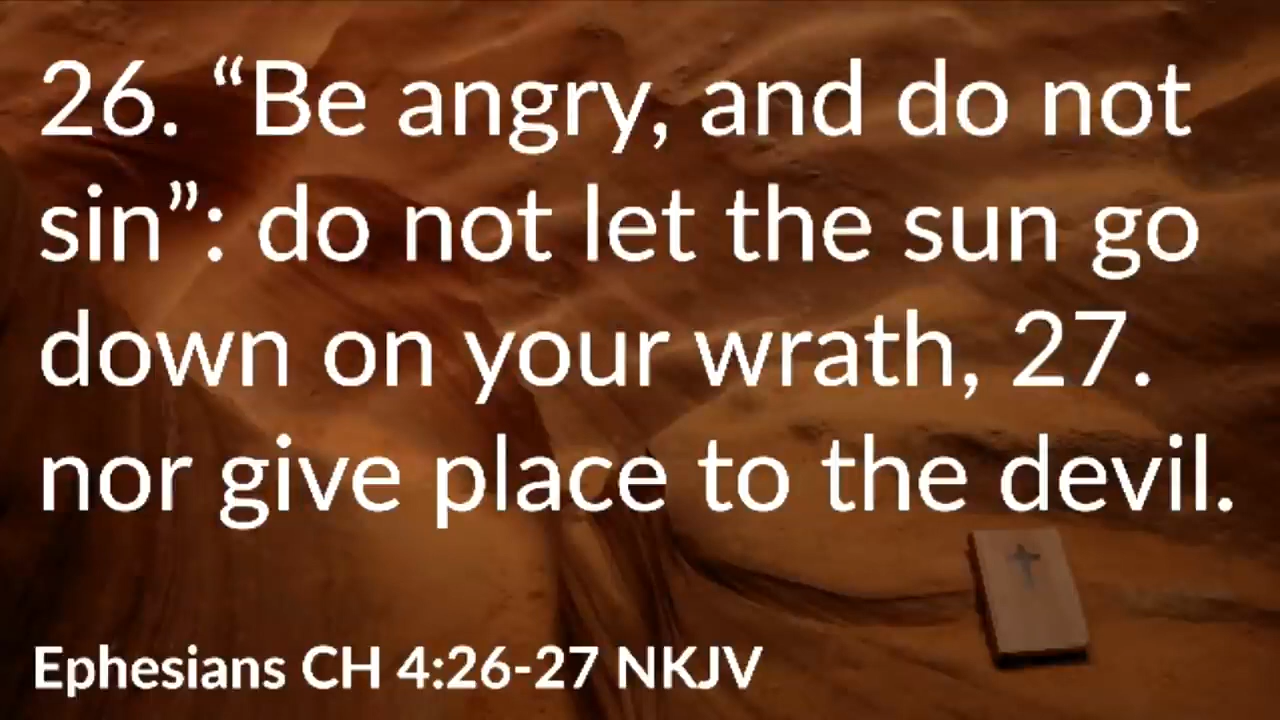 26. “Be angry, and do not
sin”: do not let the sun go
down on your wrath, 27.
nor give place to the devil.
Ephesians CH 4:26-27 NKJV